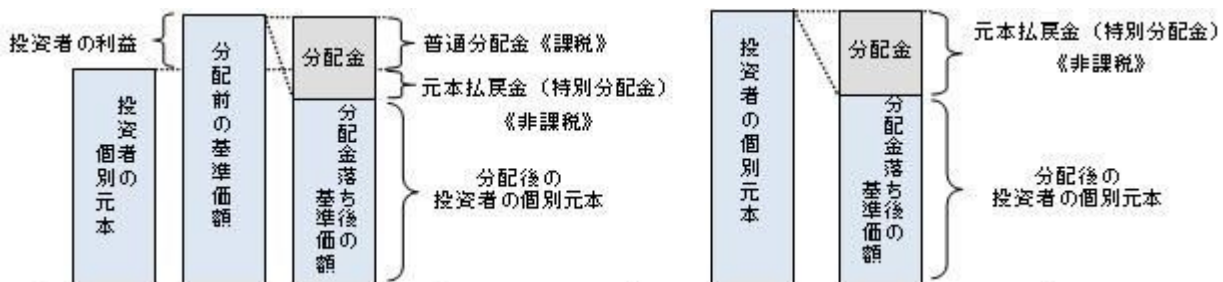 投資者の利益
投資者の
個別元本
分配前の基準価額
分配金
分配金落ち後の
基準価額
普通分配金《課税》
元本払戻金（特別分配金）
《非課税》
分配後の
投資者の個別元本
投資者の個別元本
分配金
分配金落ち後の
基準価額
元本払戻金（特別分配金）
《非課税》
分配後の
投資者の個別元本